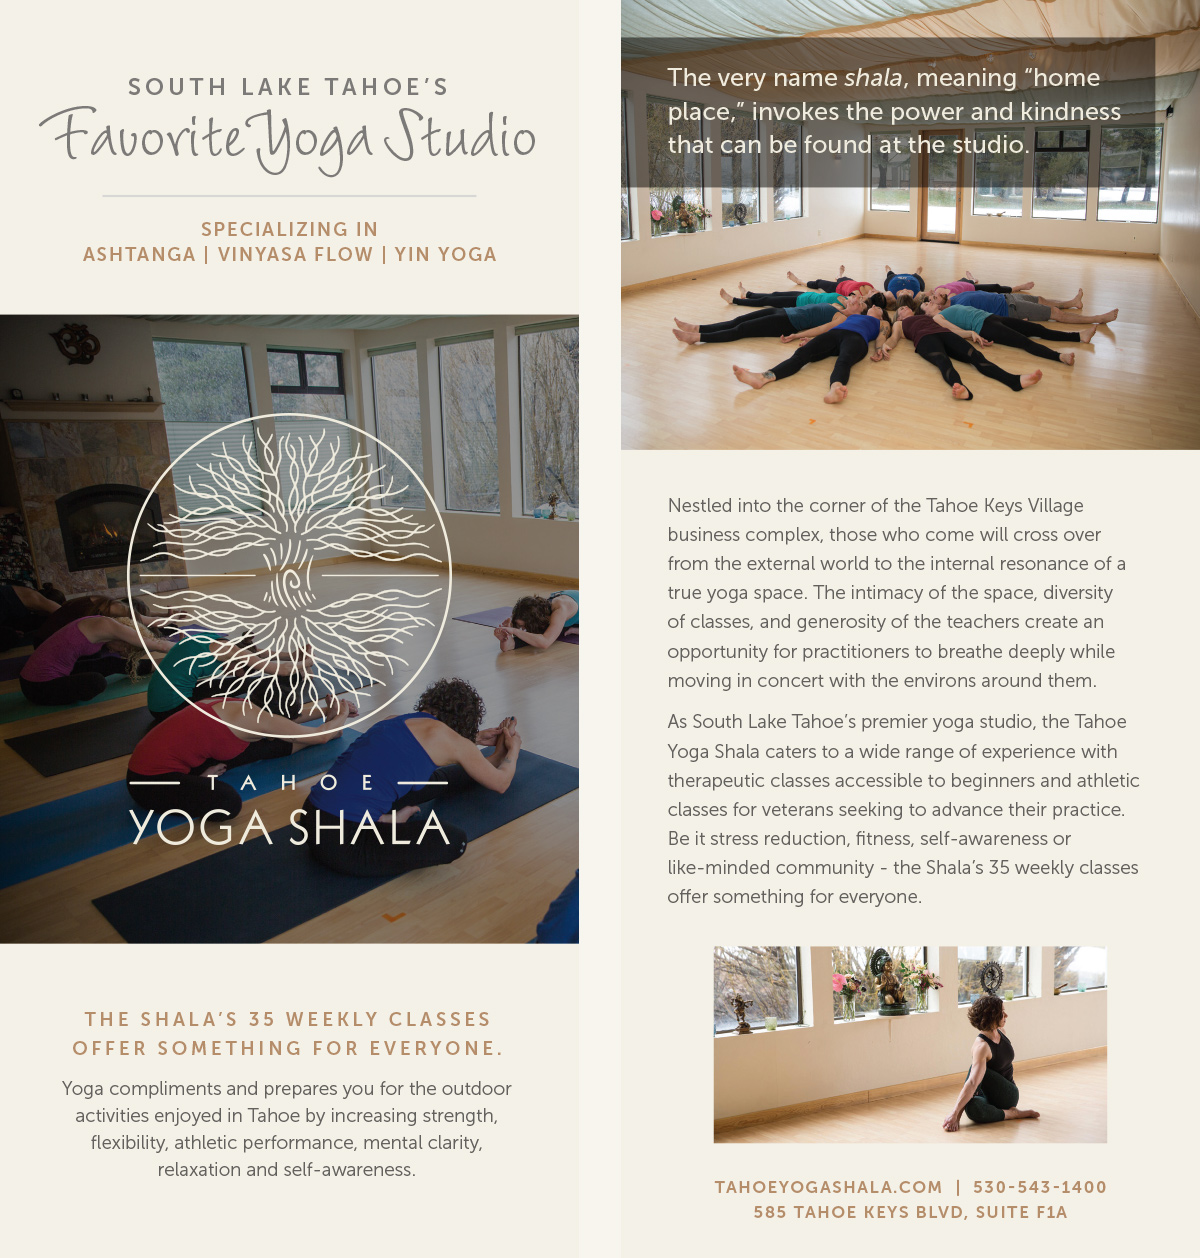 SOUTH LAKE TAHOE’S
Favorite Yoga Studio
SPECIALIZING IN
ASHTANGA | VINYASA FLOW | YIN YOGA
TAHOE
YOGA SHALA
THE SHALA’S 35 WEEKLY CLASSES
OFFER SOMETHING FOR EVERYONE.
Yoga compliments and prepares you for the outdoor
activities enjoyed in Tahoe by increasing strength,
flexibility, athletic performance, mental clarity,
relaxation and self-awareness.
The very name shala, meaning “home
place,” invokes the power and kindness
that can be found at the studio.
Nestled into the corner of the Tahoe Keys Village
business complex, those who come will cross over
from the external world to the internal resonance of a
true yoga space. The intimacy of the space, diversity
of classes, and generosity of the teachers create an
opportunity for practitioners to breathe deeply while
moving in concert with the environs around them.
As South Lake Tahoe’s premier yoga studio, the Tahoe
Yoga Shala caters to a wide range of experience with
therapeutic classes accessible to beginners and athletic
classes for veterans seeking to advance their practice.
Be it stress reduction, fitness, self-awareness or
like-minded community - the Shala’s 35 weekly classes
offer something for everyone.
TAHOEYOGASHALA.COM | 530-543-1400
585 TAHOE KEYS BLVD, SUITE F1A